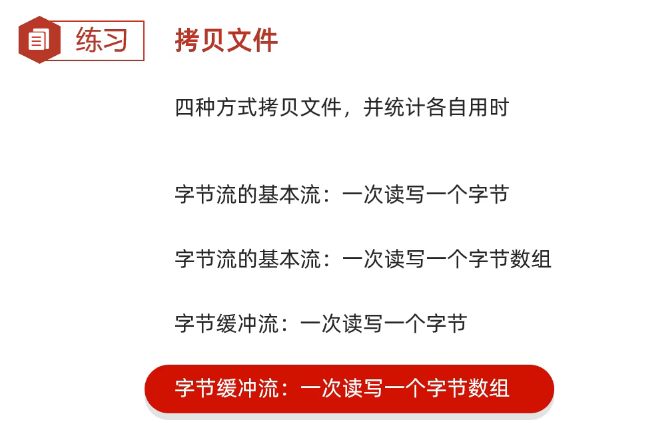 练习
拷贝文件
四种方式拷贝文件，并统计各自用时
字节流的基本流：一次读写一个字节
字节流的基本流：一次读写一个字节数组
字节缓冲流：一次读写一个字节
字节缓冲流：一次读写一个字节数组